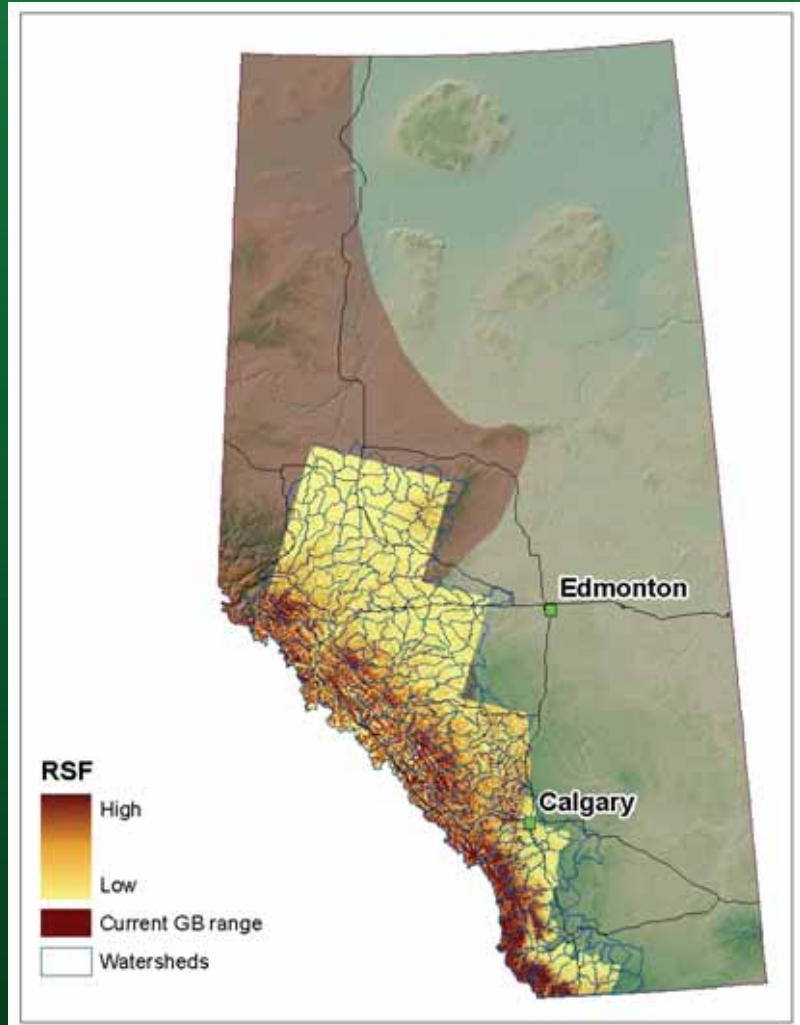 Edmonton
Calgary
RSF
High
Low
Current GB range
Watersheds